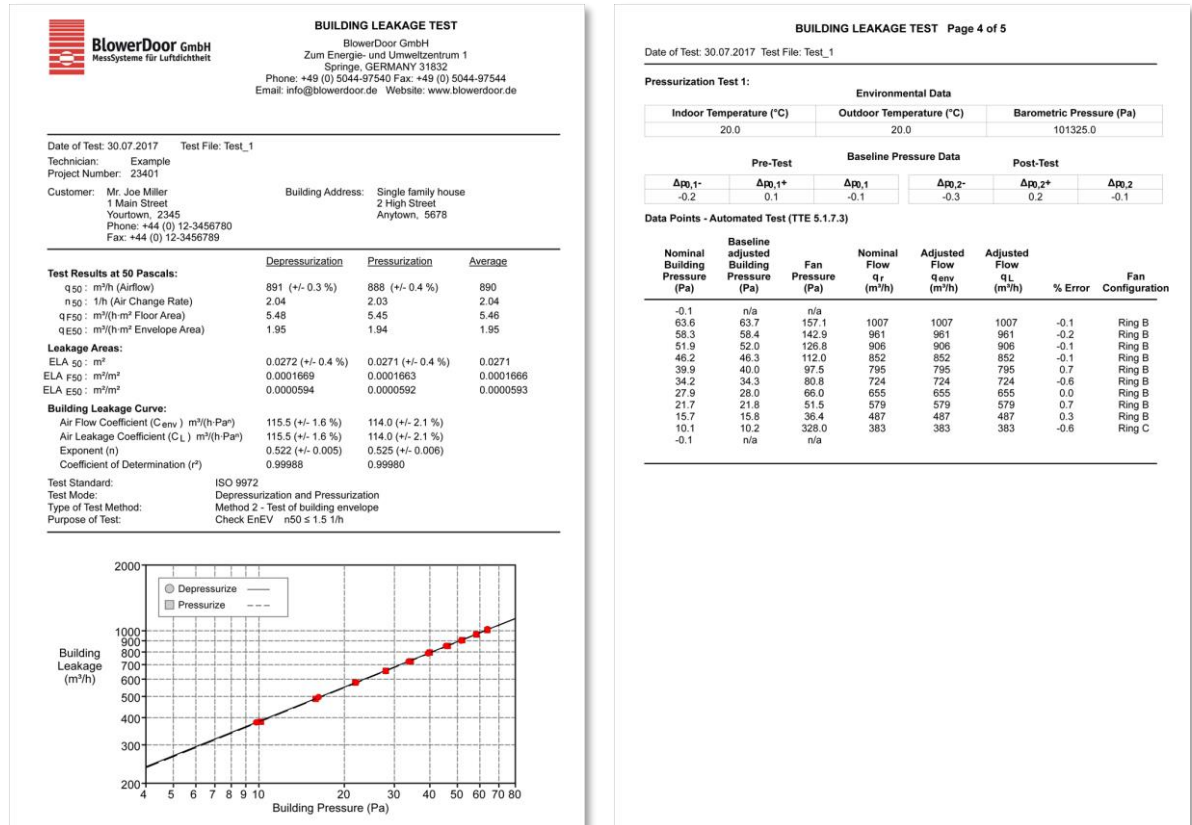 BlowerDoor GmbH
MessSysteme für Luftdichtheit
BUILDING LEAKAGE TEST
BlowerDoor GmbH
Zum Energie- und Umweltzentrum 1
Springe, GERMANY 31832
Phone: +49 (0) 5044-97540 Fax: +49 (0) 5044-97544
Email: info@blowerdoor.de Website: www.blowerdoor.de
Date of Test: 30.07.2017 Test File: Test_1
Technician: Example
Project Number: 23401
Customer: Mr. Joe Miller Building Address: Single family house
1 Main Street 2 High Street
Yourtown, 2345 Anytown, 5678
Phone: +44 (0) 12-3456780
Fax: +44 (0) 12-3456789
Depressurization Pressurization Average
Test Results at 50 Pascals:
q50 : m³/h (Airflow) 891 (+/- 0.3 %) 888 (+/- 0.4 %) 890
n50 : 1/h (Air Change Rate) 2.04 2.03 2.04
qF50 : m³/(h·m² Floor Area) 5.48 5.45 5.46
qE50 : m³/(h·m² Envelope Area) 1.95 1.94 1.95
Leakage Areas:
ELA 50 : m² 0.0272 (+/- 0.4 %) 0.0271 (+/- 0.4 %) 0.0271
ELA F50 : m²/m² 0.0001669 0.0001663 0.0001666
ELA E50 : m²/m² 0.0000594 0.0000592 0.0000593
Building Leakage Curve:
Air Flow Coefficient (Cenv) m³/(h·Paⁿ) 115.5 (+/- 1.6 %) 114.0 (+/- 2.1 %)
Air Leakage Coefficient (CL) m³/(h·Paⁿ) 115.5 (+/- 1.6 %) 114.0 (+/- 2.1 %)
Exponent (n) 0.522 (+/- 0.005) 0.525 (+/- 0.006)
Coefficient of Determination (r²) 0.99988 0.99980
Test Standard: ISO 9972
Test Mode: Depressurization and Pressurization
Type of Test Method: Method 2 - Test of building envelope
Purpose of Test: Check EnEV n50 ≤ 1.5 1/h
Depressurize
Pressurize
Building
Leakage
(m³/h)
2000
1000
900
800
700
600
500
400
300
200
4 5 6 7 8 9 10 20 30 40 50 60 70 80
Building Pressure (Pa)
BUILDING LEAKAGE TEST Page 4 of 5
Date of Test: 30.07.2017 Test File: Test_1
Pressurization Test 1:
Environmental Data
Indoor Temperature (°C) Outdoor Temperature (°C) Barometric Pressure (Pa)
20.0 20.0 101325.0
Pre-Test Baseline Pressure Data Post-Test
Δp0,1- Δp0,1+ Δp0,1 Δp0,2- Δp0,2+ Δp0,2
-0.2 0.1 -0.1 -0.3 0.2 -0.1
Data Points - Automated Test (TTE 5.1.7.3)
Baseline
Nominal adjusted Nominal Adjusted Adjusted
Building Building Fan Flow Flow Flow
Pressure Pressure Pressure qr qenv qL Fan
(Pa) (Pa) (Pa) (m³/h) (m³/h) (m³/h) % Error Configuration
-0.1 n/a n/a
63.6 63.7 157.1 1007 1007 1007 -0.1 Ring B
58.3 58.4 142.9 961 961 961 -0.2 Ring B
51.9 52.0 126.8 906 906 906 -0.1 Ring B
46.2 46.3 112.0 852 852 852 -0.1 Ring B
39.9 40.0 97.5 795 795 795 0.7 Ring B
34.2 34.3 80.8 724 724 724 -0.6 Ring B
27.9 28.0 66.0 655 655 655 0.0 Ring B
21.7 21.8 51.5 579 579 579 0.7 Ring B
15.7 15.8 36.4 487 487 487 0.3 Ring B
10.1 10.2 328.0 383 383 383 -0.6 Ring C
-0.1 n/a n/a